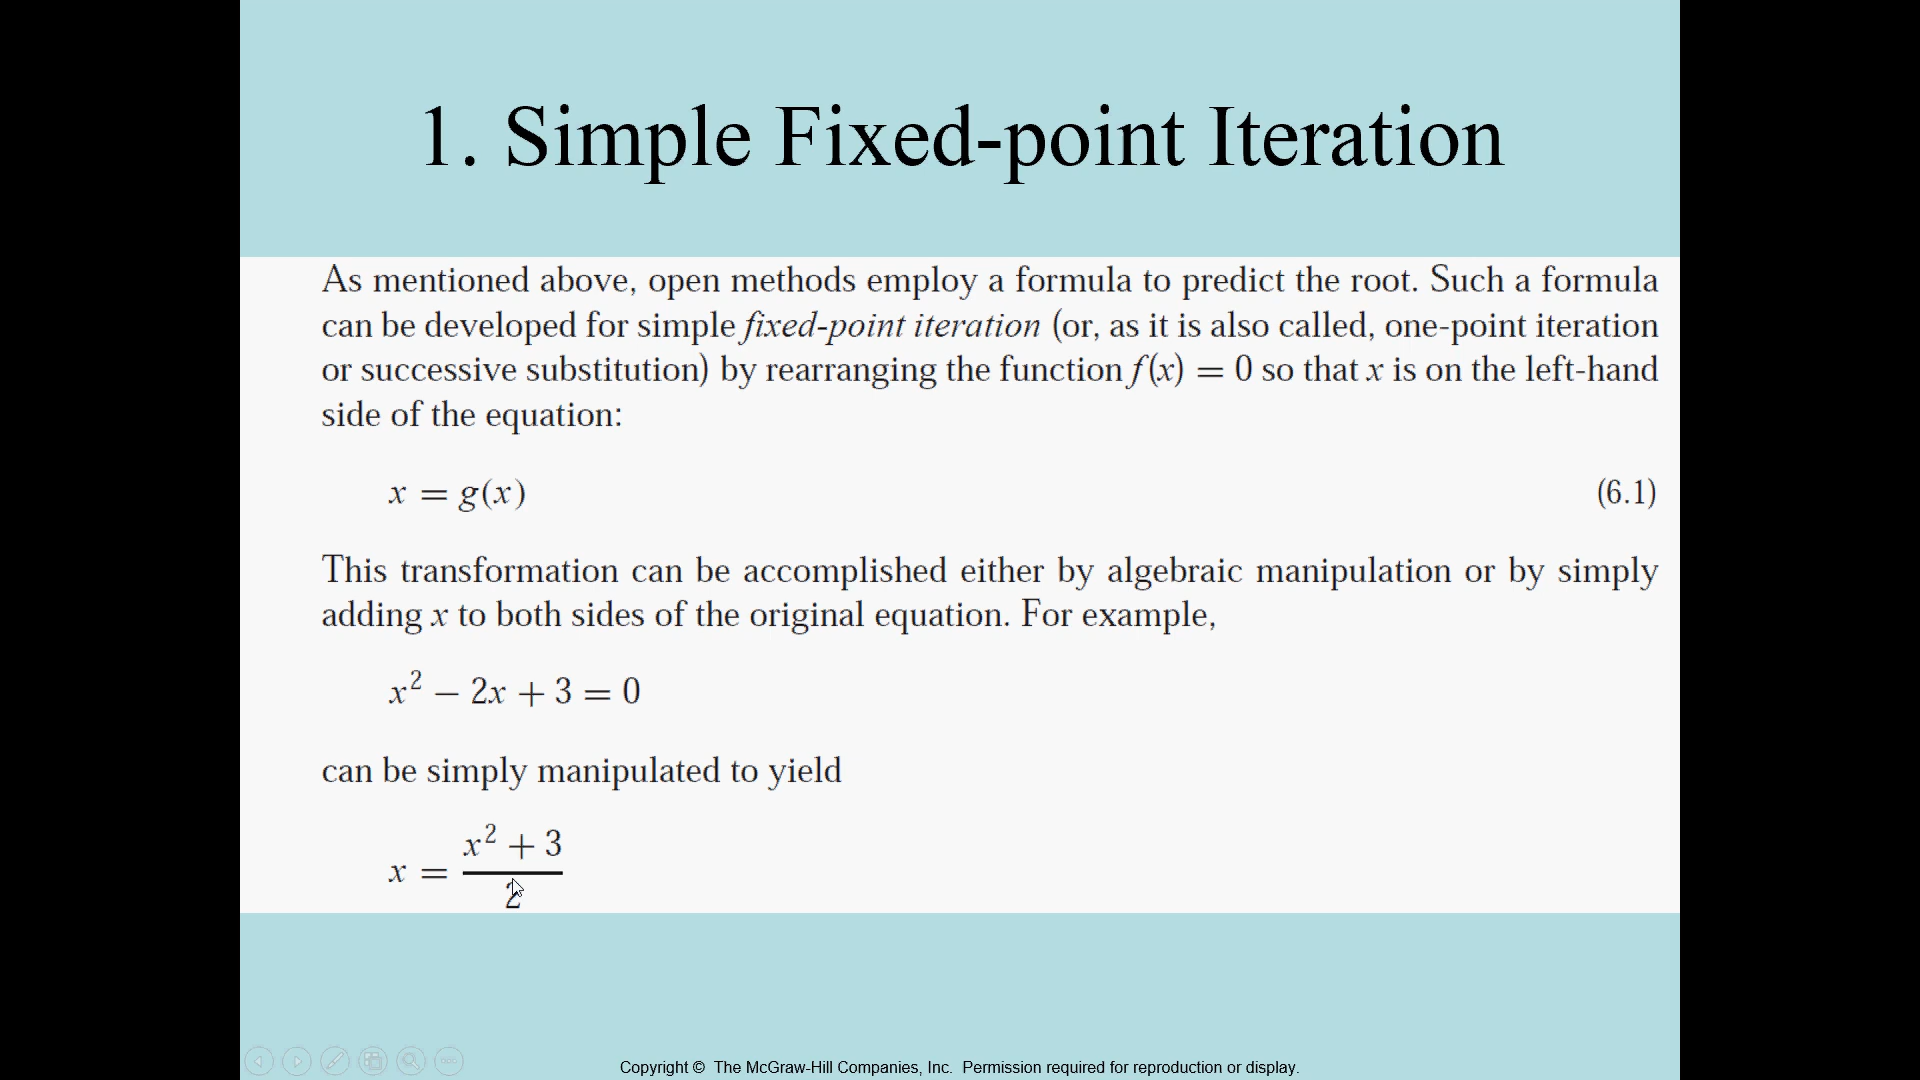 1. Simple Fixed-point Iteration
As mentioned above, open methods employ a formula to predict the root. Such a formula
can be developed for simple fixed-point iteration (or, as it is also called, one-point iteration
or successive substitution) by rearranging the function f(x) = 0 so that x is on the left-hand
side of the equation:
x = g(x) (6.1)
This transformation can be accomplished either by algebraic manipulation or by simply
adding x to both sides of the original equation. For example,
x² − 2x + 3 = 0
can be simply manipulated to yield
x = (x² + 3)/2
Copyright © The McGraw-Hill Companies, Inc. Permission required for reproduction or display.